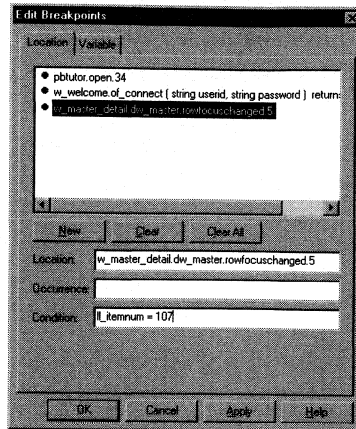 Edit Breakpoints
Location Variable
pbtutor.open.34
w_welcome.of_connect ( string userid, string password ) return
w_master_detail.dw_master.rowfocuschanged.5
New Clear Clear All
Location: w_master_detail.dw_master.rowfocuschanged.5
Occurrence:
Condition: ll_itemnum = 107
OK Cancel Apply Help